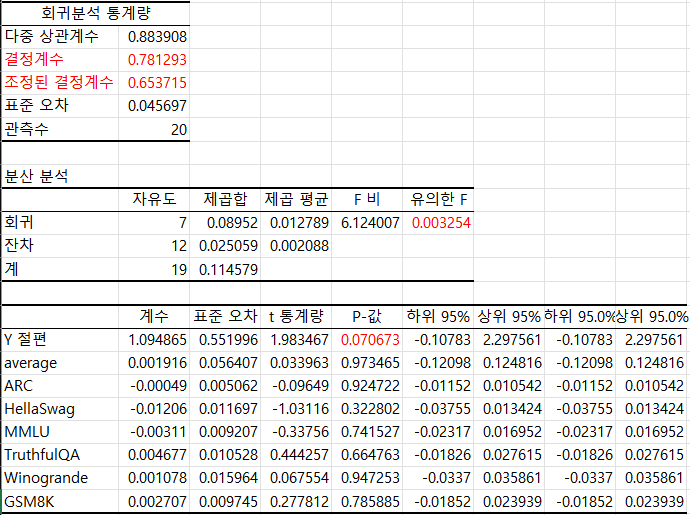 회귀분석 통계량
다중 상관계수 0.883908
결정계수 0.781293
조정된 결정계수 0.653715
표준 오차 0.045697
관측수 20
분산 분석
자유도 제곱합 제곱 평균 F 비 유의한 F
회귀 7 0.08952 0.012789 6.124007 0.003254
잔차 12 0.025059 0.002088
계 19 0.114579
계수 표준 오차 t 통계량 P-값 하위 95% 상위 95% 하위 95.0% 상위 95.0%
Y 절편 1.094865 0.551996 1.983467 0.070673 -0.10783 2.297561 -0.10783 2.297561
average 0.001916 0.056407 0.033963 0.973465 -0.12098 0.124816 -0.12098 0.124816
ARC -0.00049 0.005062 -0.09649 0.924722 -0.01152 0.010542 -0.01152 0.010542
HellaSwag -0.01206 0.011697 -1.03116 0.322802 -0.03755 0.013424 -0.03755 0.013424
MMLU -0.00311 0.009207 -0.33756 0.741527 -0.02317 0.016952 -0.02317 0.016952
TruthfulQA 0.004677 0.010528 0.444257 0.664763 -0.01826 0.027615 -0.01826 0.027615
Winogrande 0.001078 0.015964 0.067554 0.947253 -0.0337 0.035861 -0.0337 0.035861
GSM8K 0.002707 0.009745 0.277812 0.785885 -0.01852 0.023939 -0.01852 0.023939